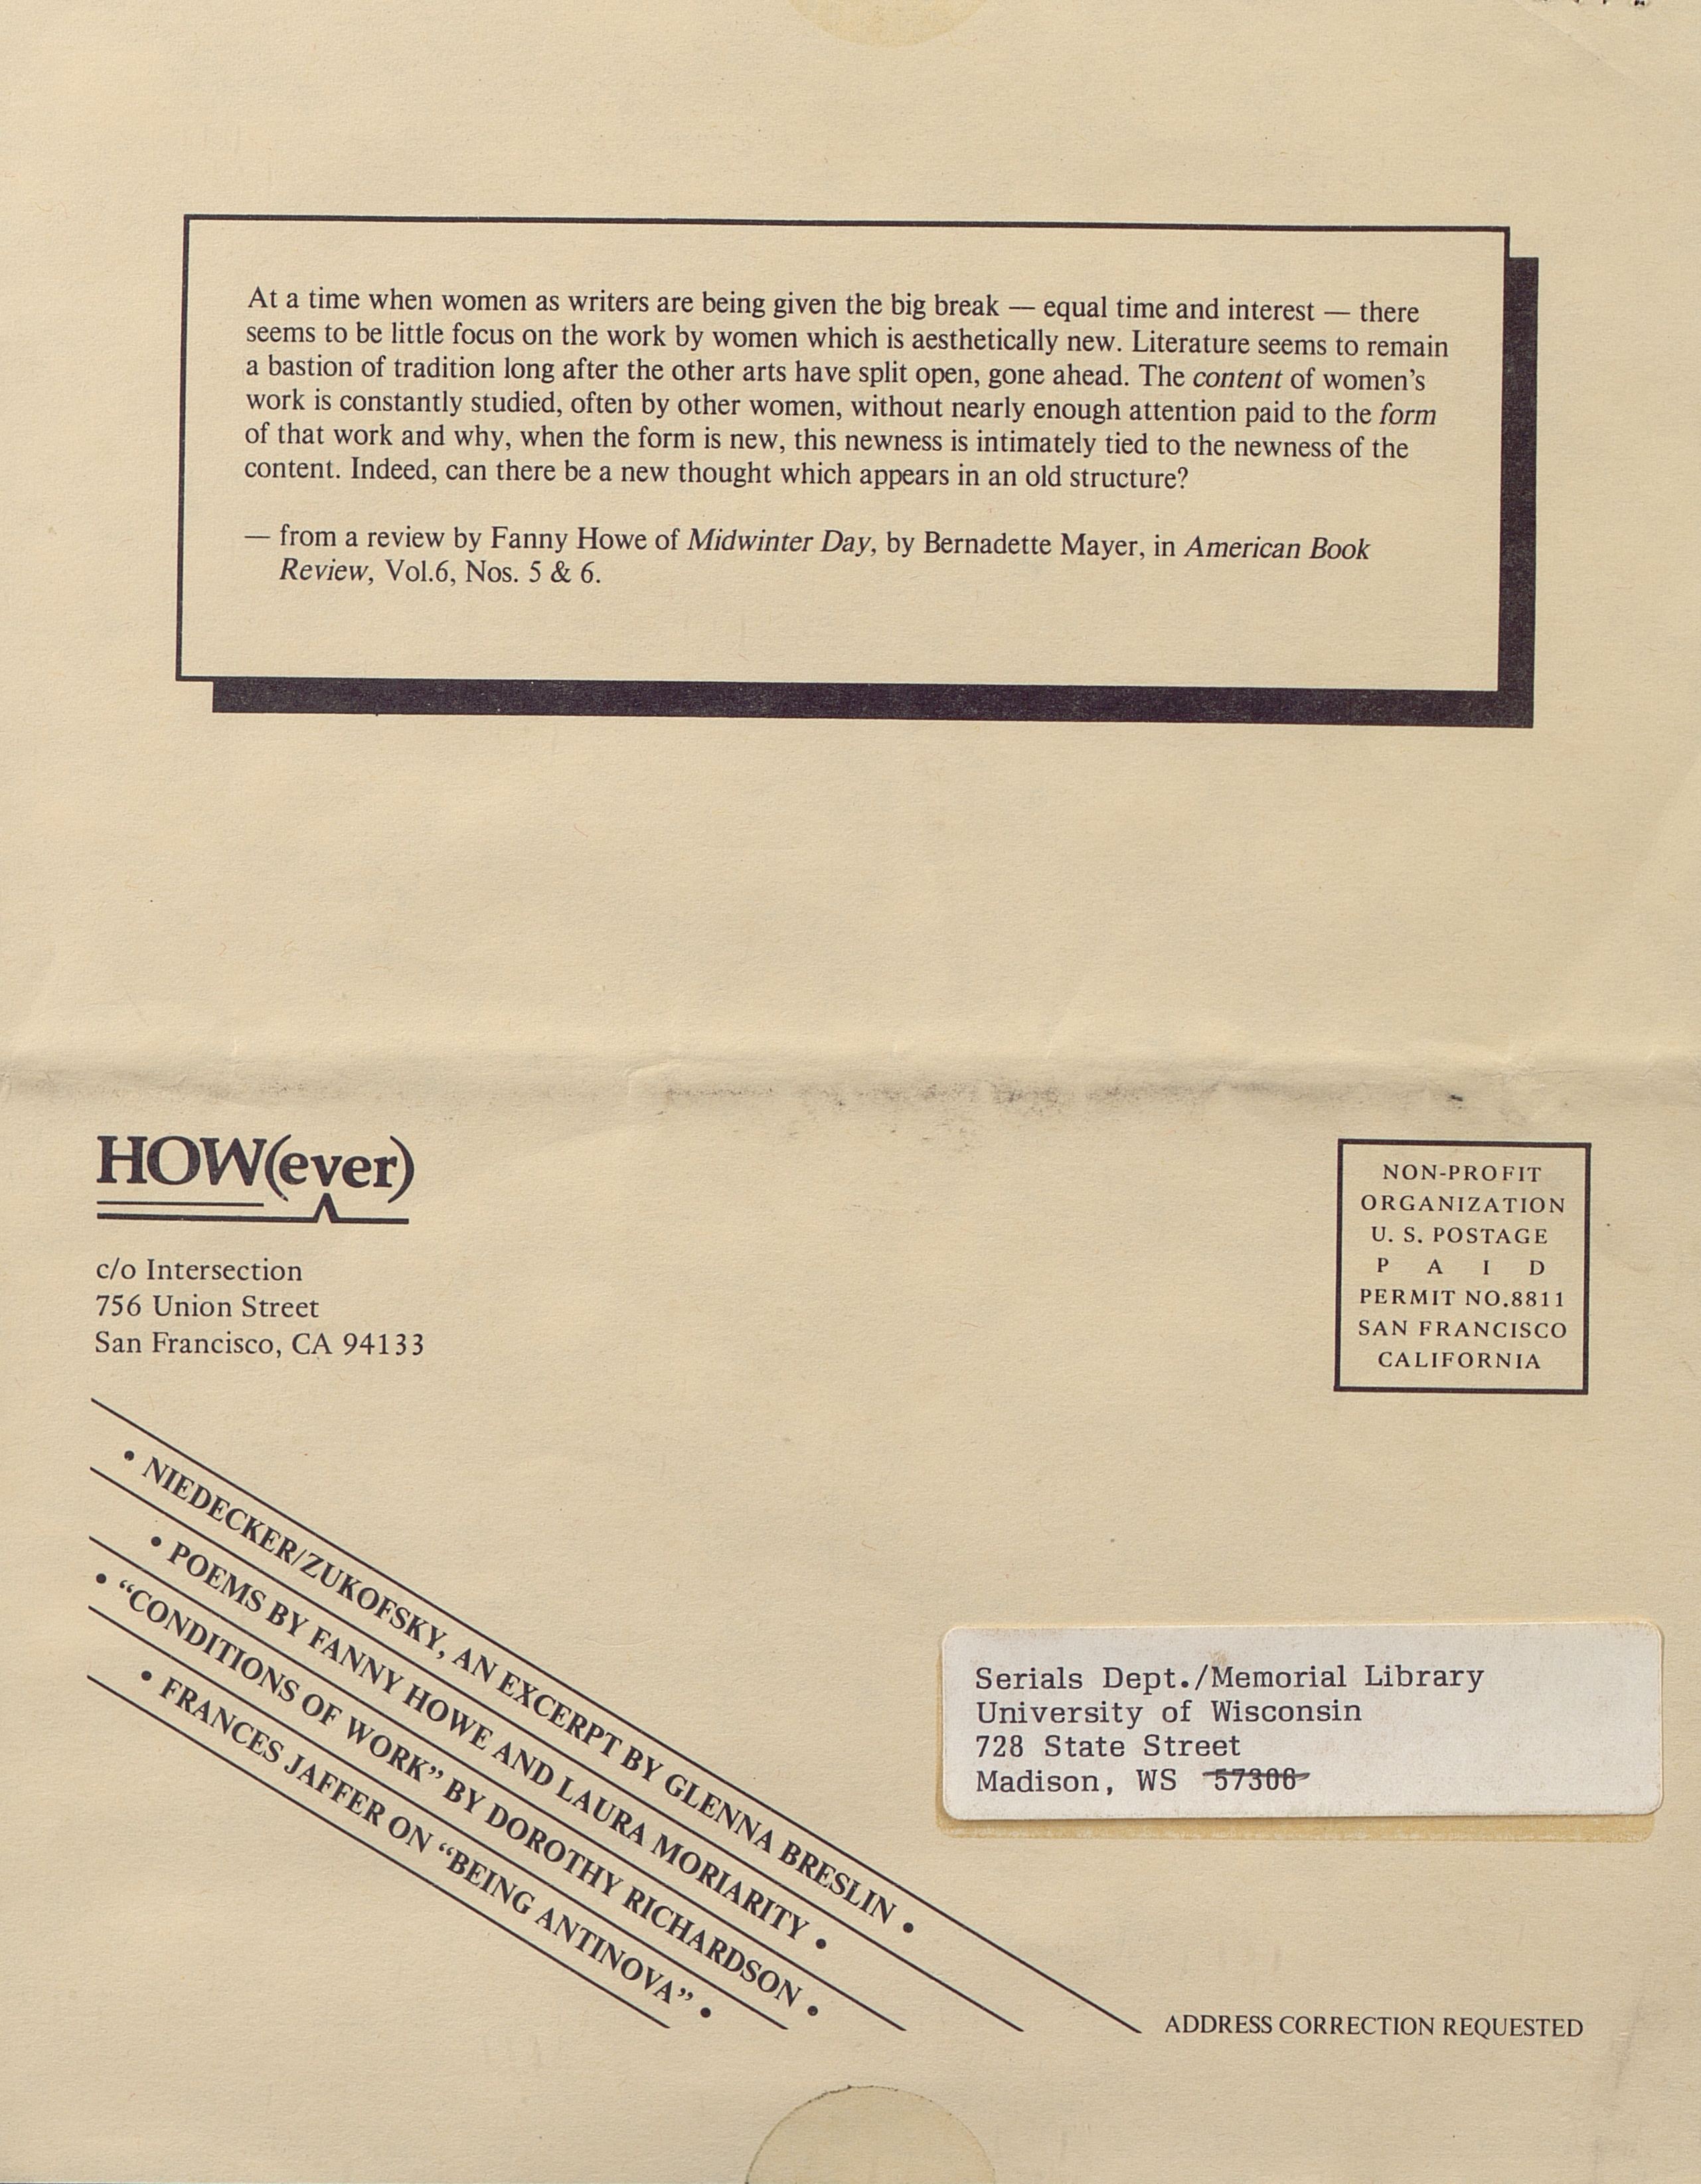 At a time when women as writers are being given the big break — equal time and interest — there
seems to be little focus on the work by women which is aesthetically new. Literature seems to remain
a bastion of tradition long after the other arts have split open, gone ahead. The content of women's
work is constantly studied, often by other women, without nearly enough attention paid to the form
of that work and why, when the form is new, this newness is intimately tied to the newness of the
content. Indeed, can there be a new thought which appears in an old structure?
— from a review by Fanny Howe of Midwinter Day, by Bernadette Mayer, in American Book
Review, Vol.6, Nos. 5 & 6.
HOW(ever)
c/o Intersection
756 Union Street
San Francisco, CA 94133
NON-PROFIT
ORGANIZATION
U. S. POSTAGE
P A I D
PERMIT NO.8811
SAN FRANCISCO
CALIFORNIA
• NIEDECKER/ZUKOFSKY, AN EXCERPT BY GLENNA BRESLIN •
• POEMS BY FANNY HOWE AND LAURA MORIARITY •
• “CONDITIONS OF WORK” BY DOROTHY RICHARDSON •
• FRANCES JAFFER ON “BEING ANTINOVA” •
Serials Dept./Memorial Library
University of Wisconsin
728 State Street
Madison, WS 57306
ADDRESS CORRECTION REQUESTED